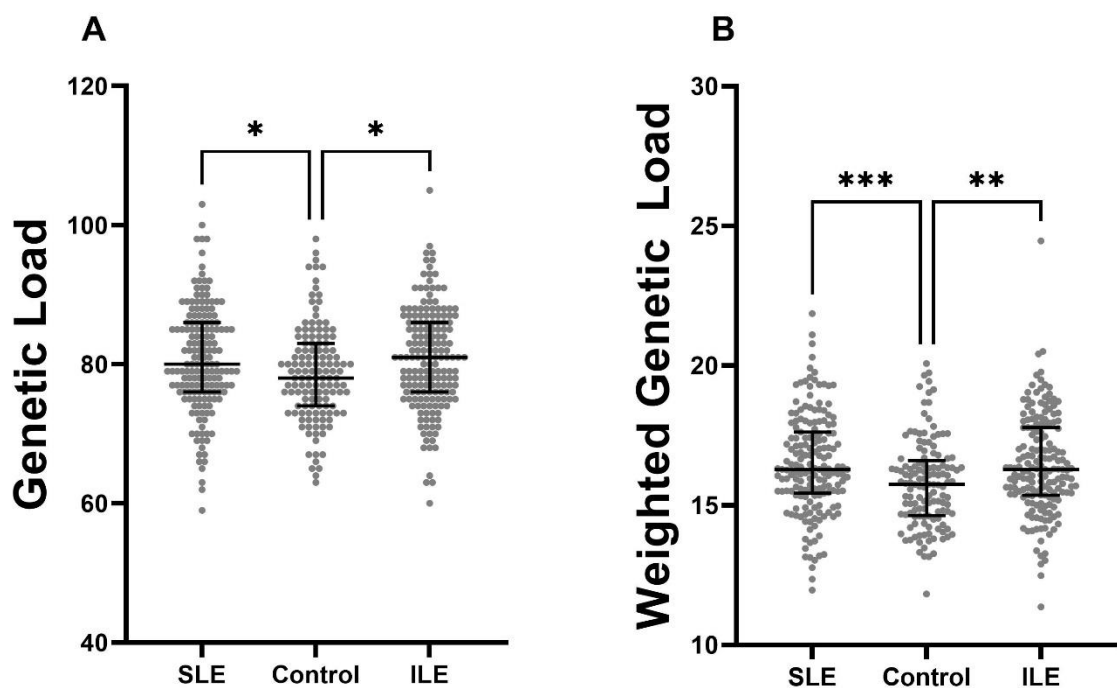 A
Genetic Load
120
100
80
60
40
* *
SLE Control ILE
B
Weighted Genetic Load
30
25
20
15
10
*** **
SLE Control ILE